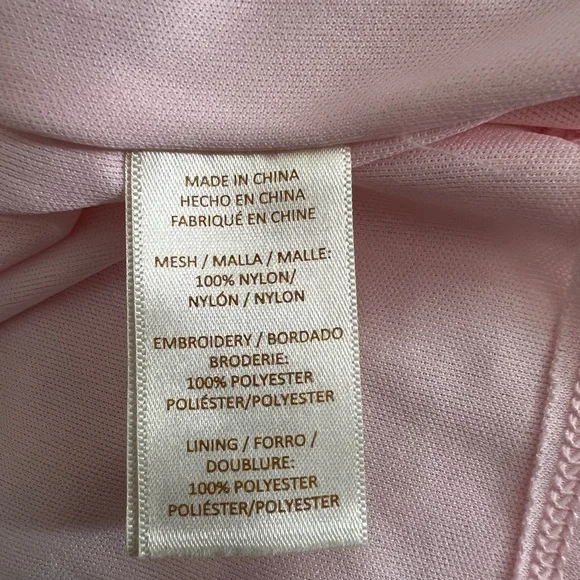 MADE IN CHINA
HECHO EN CHINA
FABRIQUÉ EN CHINE
MESH / MALLA / MALLE:
100% NYLON/
NYLÓN / NYLON
EMBROIDERY / BORDADO
BRODERIE:
100% POLYESTER
POLIÉSTER/POLYESTER
LINING / FORRO /
DOUBLURE:
100% POLYESTER
POLIÉSTER/POLYESTER